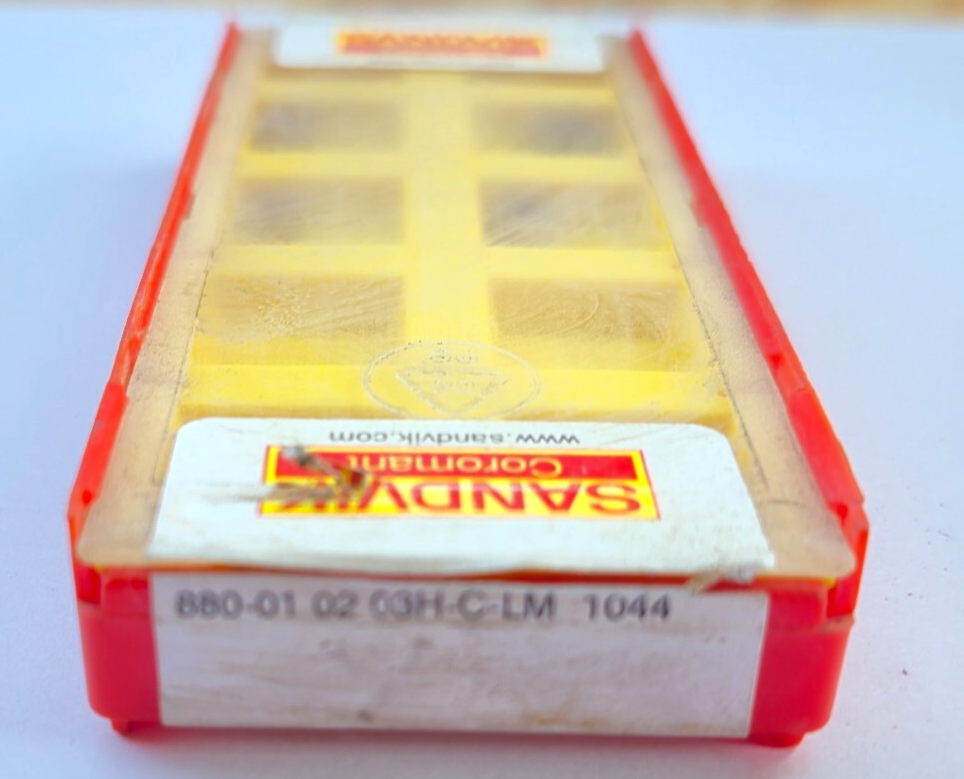 www.sandvik.com
Coromant
SANDVIK
880-01 02 03H-C-LM 1044